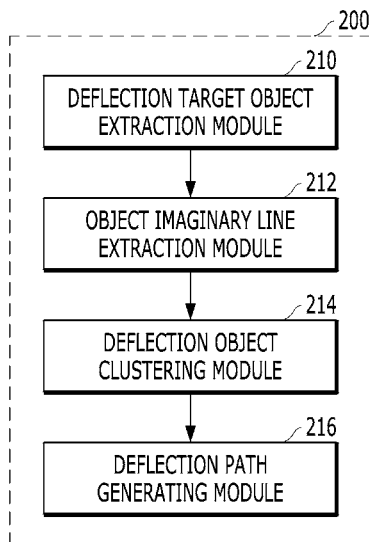 200
210
DEFLECTION TARGET OBJECT
EXTRACTION MODULE
212
OBJECT IMAGINARY LINE
EXTRACTION MODULE
214
DEFLECTION OBJECT
CLUSTERING MODULE
216
DEFLECTION PATH
GENERATING MODULE